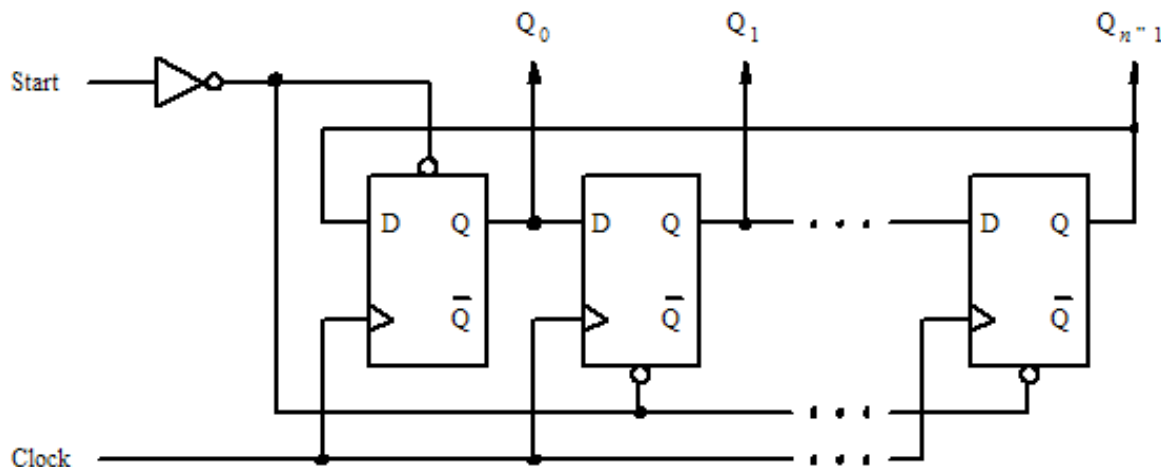 Q0 Q1 Qn-1
Start
D Q D Q D Q
Q̅ Q̅ Q̅
Clock